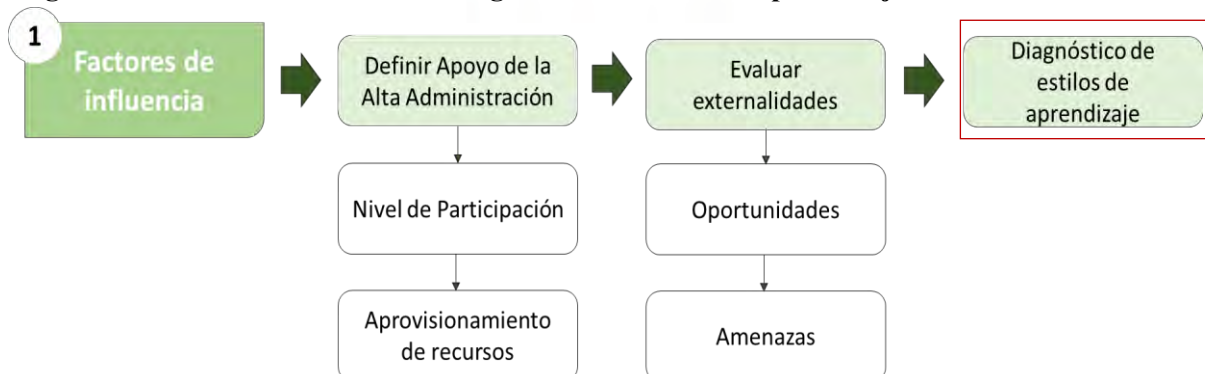 1
Factores de
influencia
Definir Apoyo de la
Alta Administración
Evaluar
externalidades
Diagnóstico de
estilos de
aprendizaje
Nivel de Participación
Oportunidades
Aprovisionamiento
de recursos
Amenazas